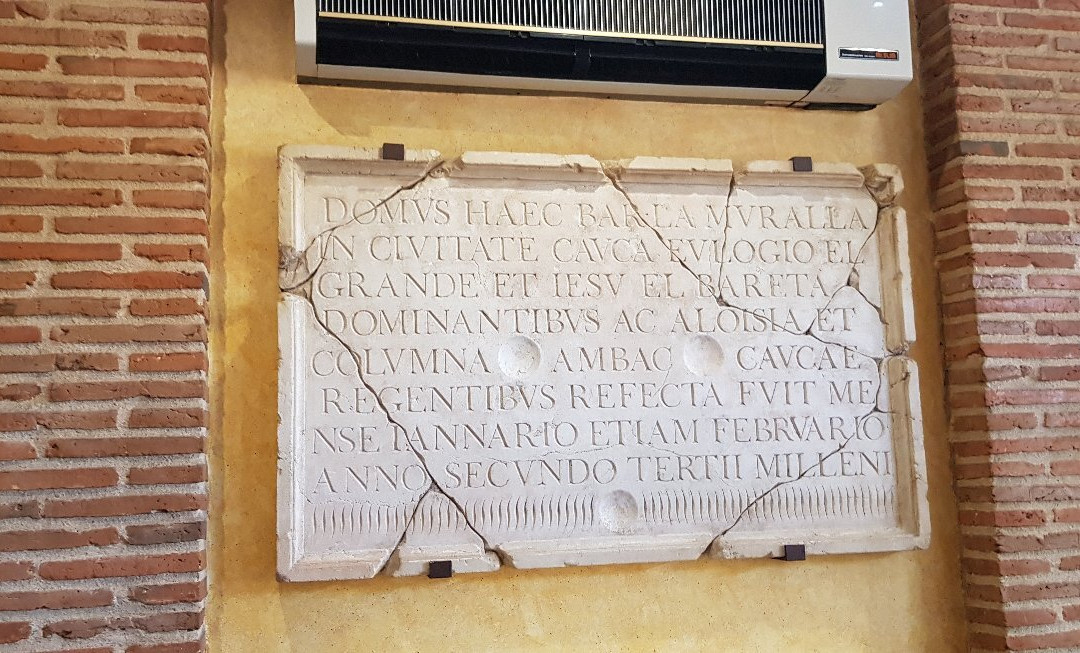 DOMVS HAEC BAR·LA MVRALLA
IN CIVITATE CAVCA EVLOGIO EL
GRANDE ET IESV EL BARETA
DOMINANTIBVS AC ALOISIA ET
COLVMNA AMBAC CAVCAE
REGENTIBVS REFECTA FVIT ME
NSE IANNARIO ETIAM FEBRVARIO
ANNO SECVNDO TERTII MILLENI